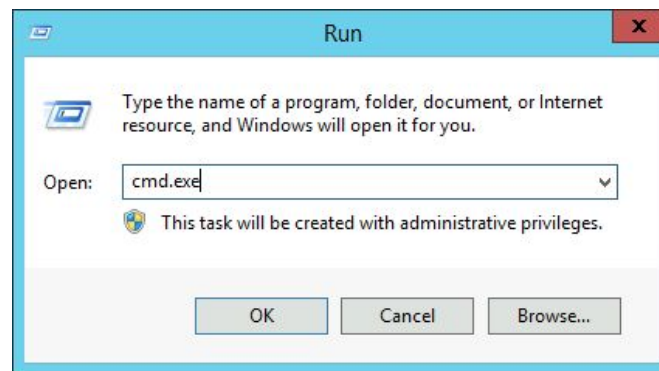 Run
x
Type the name of a program, folder, document, or Internet
resource, and Windows will open it for you.
Open:
cmd.exe
This task will be created with administrative privileges.
OK
Cancel
Browse...